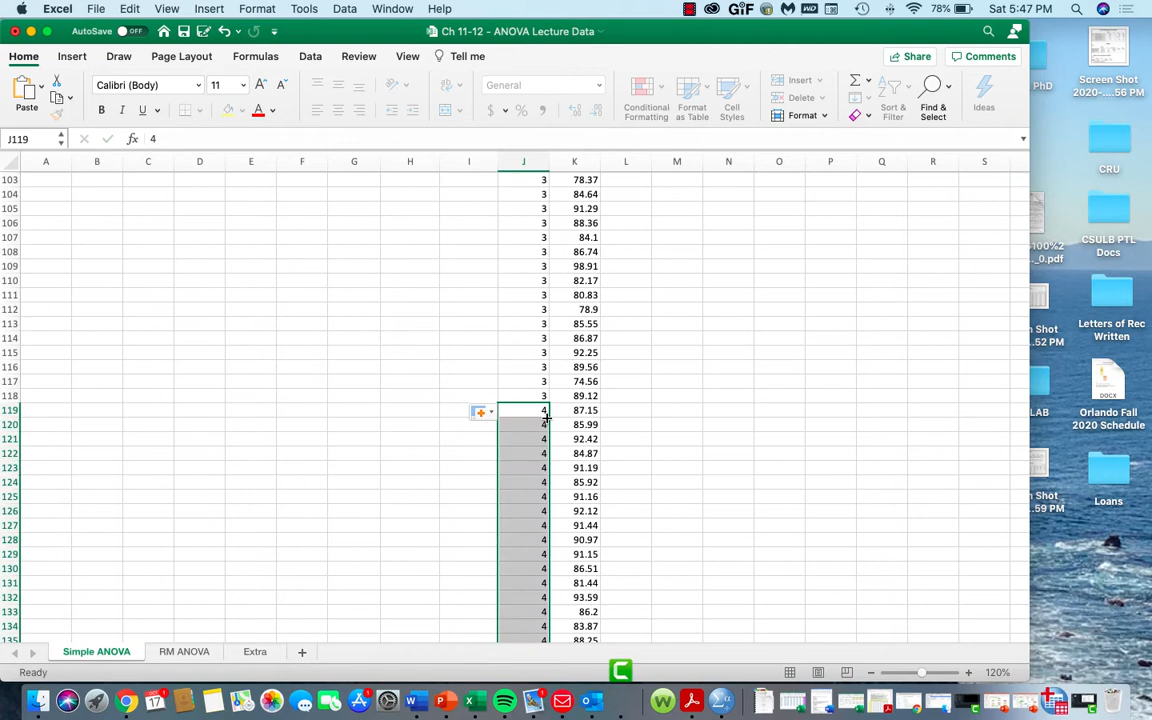 Excel File Edit View Insert Format Tools Data Window Help GIF WD 78% Sat 5:47 PM
AutoSave OFF Ch 11-12 - ANOVA Lecture Data
Home Insert Draw Page Layout Formulas Data Review View Tell me Share Comments
Paste Calibri (Body) 11 General Conditional Formatting Format as Table Cell Styles Insert Delete Format Sort & Filter Find & Select Ideas
J119 fx 4
A B C D E F G H I J K L M N O P Q R S
103 3 78.37
104 3 84.64
105 3 91.29
106 3 88.36
107 3 84.1
108 3 86.74
109 3 98.91
110 3 82.17
111 3 80.83
112 3 78.9
113 3 85.55
114 3 86.87
115 3 92.25
116 3 89.56
117 3 74.56
118 3 89.12
119 4 87.15
120 4 85.99
121 4 92.42
122 4 84.87
123 4 91.19
124 4 85.92
125 4 91.16
126 4 92.12
127 4 91.44
128 4 90.97
129 4 91.15
130 4 86.51
131 4 81.44
132 4 93.59
133 4 86.2
134 4 83.87
135 4 88.25
Simple ANOVA RM ANOVA Extra
Ready 120%
PhD
Screen Shot
2020-....56 PM
CRU
CSULB PTL
Docs
Letters of Rec
Written
DOCX
Orlando Fall
2020 Schedule
Loans